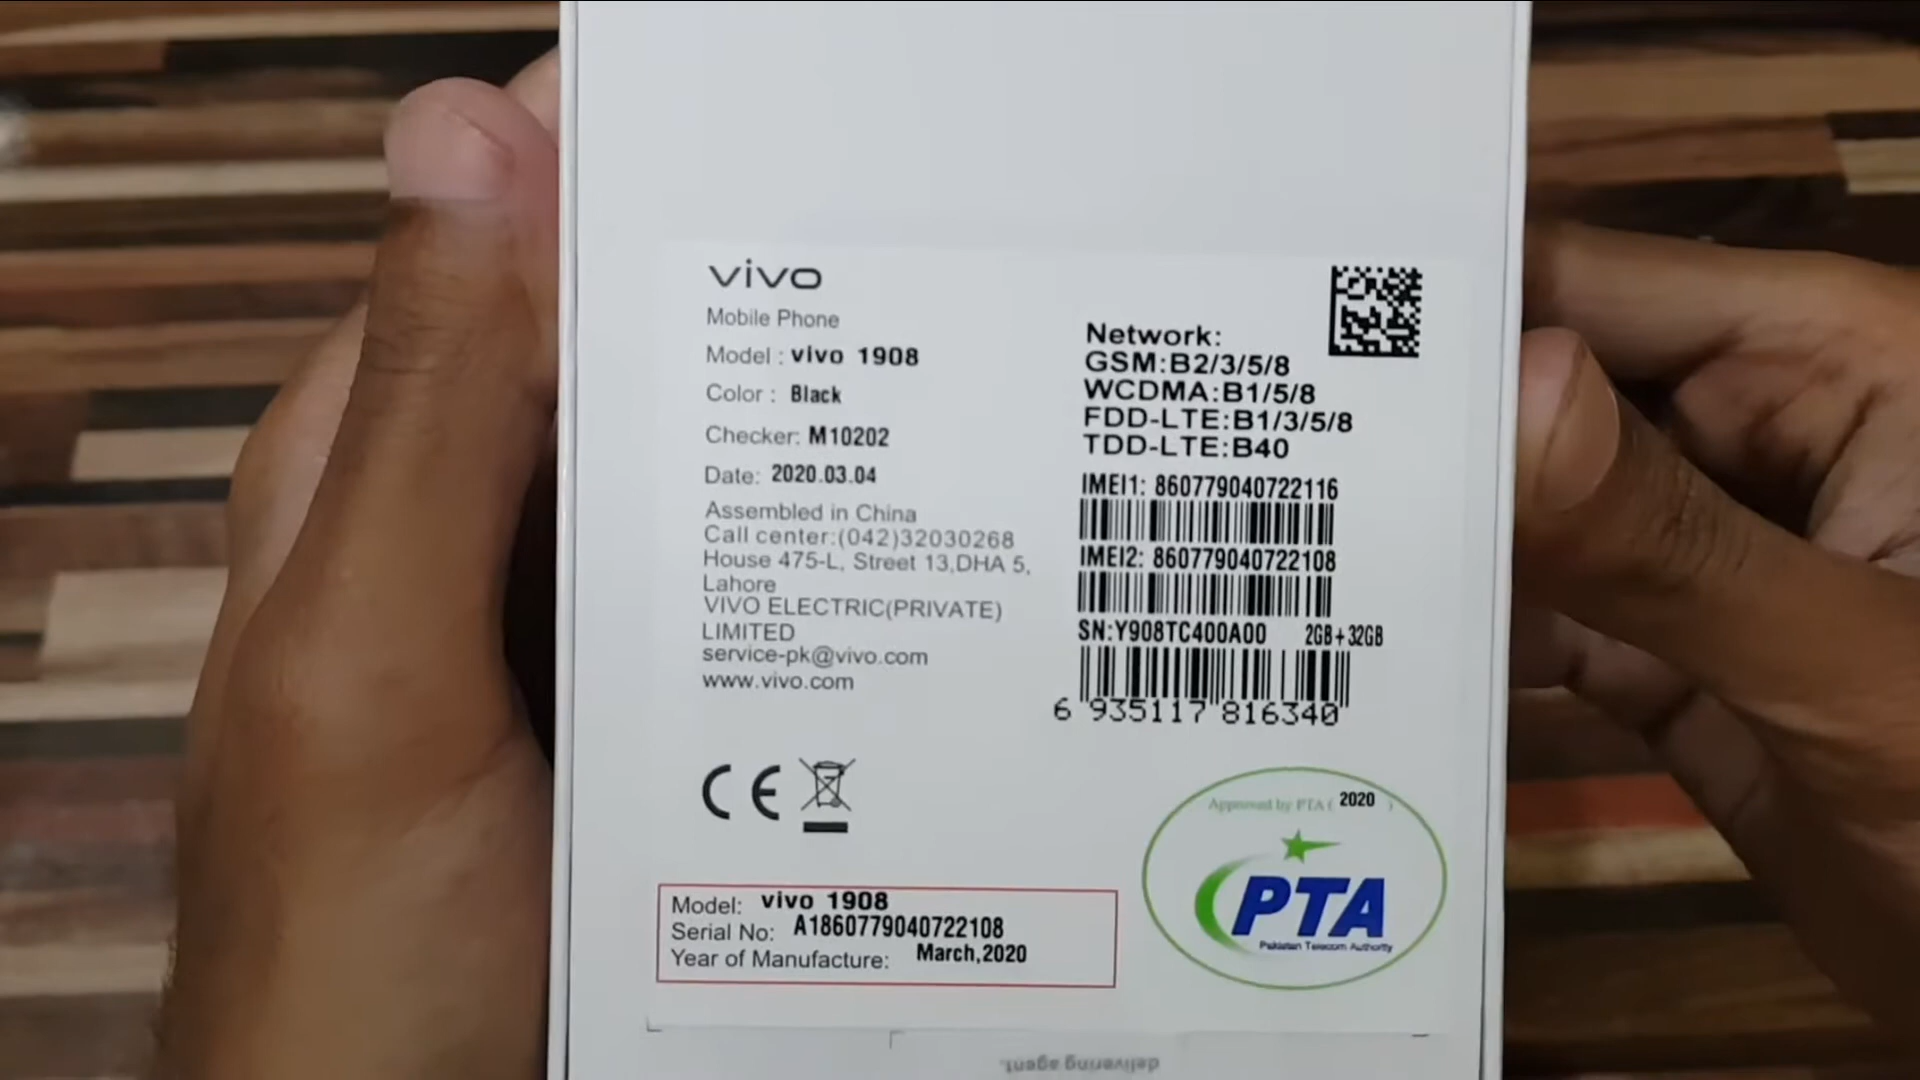 vivo
Mobile Phone
Model : vivo 1908
Color : Black
Checker: M10202
Date: 2020.03.04
Assembled in China
Call center:(042)32030268
House 475-L, Street 13,DHA 5,
Lahore
VIVO ELECTRIC(PRIVATE)
LIMITED
service-pk@vivo.com
www.vivo.com
Network:
GSM:B2/3/5/8
WCDMA:B1/5/8
FDD-LTE:B1/3/5/8
TDD-LTE:B40
IMEI1: 860779040722116
IMEI2: 860779040722108
SN:Y908TC400A00 2GB+32GB
6 935117 816340
CE
Approved by PTA ( 2020 )
PTA
Pakistan Telecom Authority
Model: vivo 1908
Serial No: A1860779040722108
Year of Manufacture: March,2020
delivering agent.